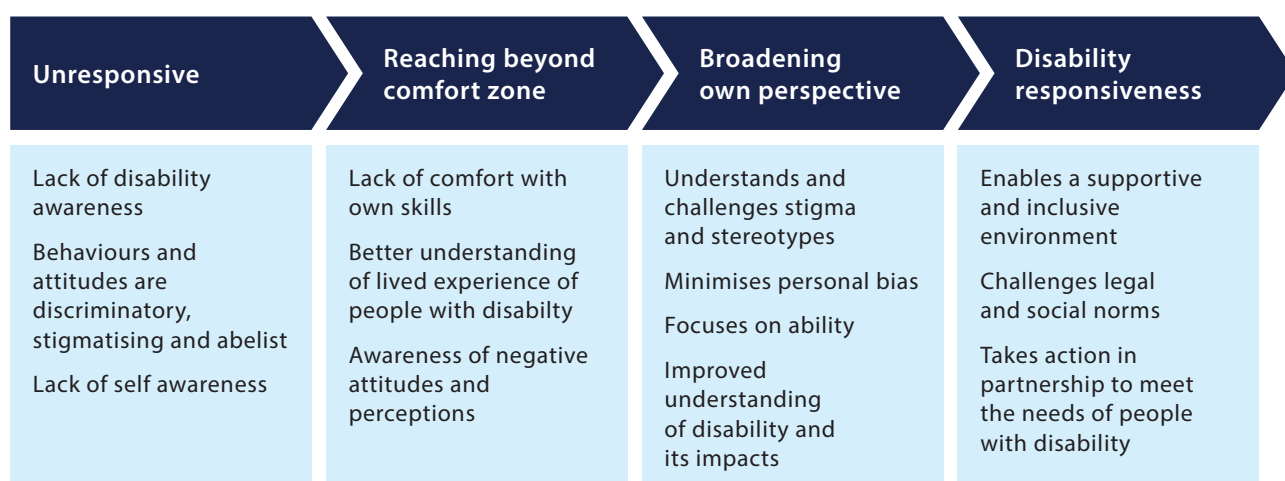 Unresponsive
Reaching beyond
comfort zone
Broadening
own perspective
Disability
responsiveness
Lack of disability
awareness
Behaviours and
attitudes are
discriminatory,
stigmatising and abelist
Lack of self awareness
Lack of comfort with
own skills
Better understanding
of lived experience of
people with disabilty
Awareness of negative
attitudes and
perceptions
Understands and
challenges stigma
and stereotypes
Minimises personal bias
Focuses on ability
Improved
understanding
of disability and
its impacts
Enables a supportive
and inclusive
environment
Challenges legal
and social norms
Takes action in
partnership to meet
the needs of people
with disability